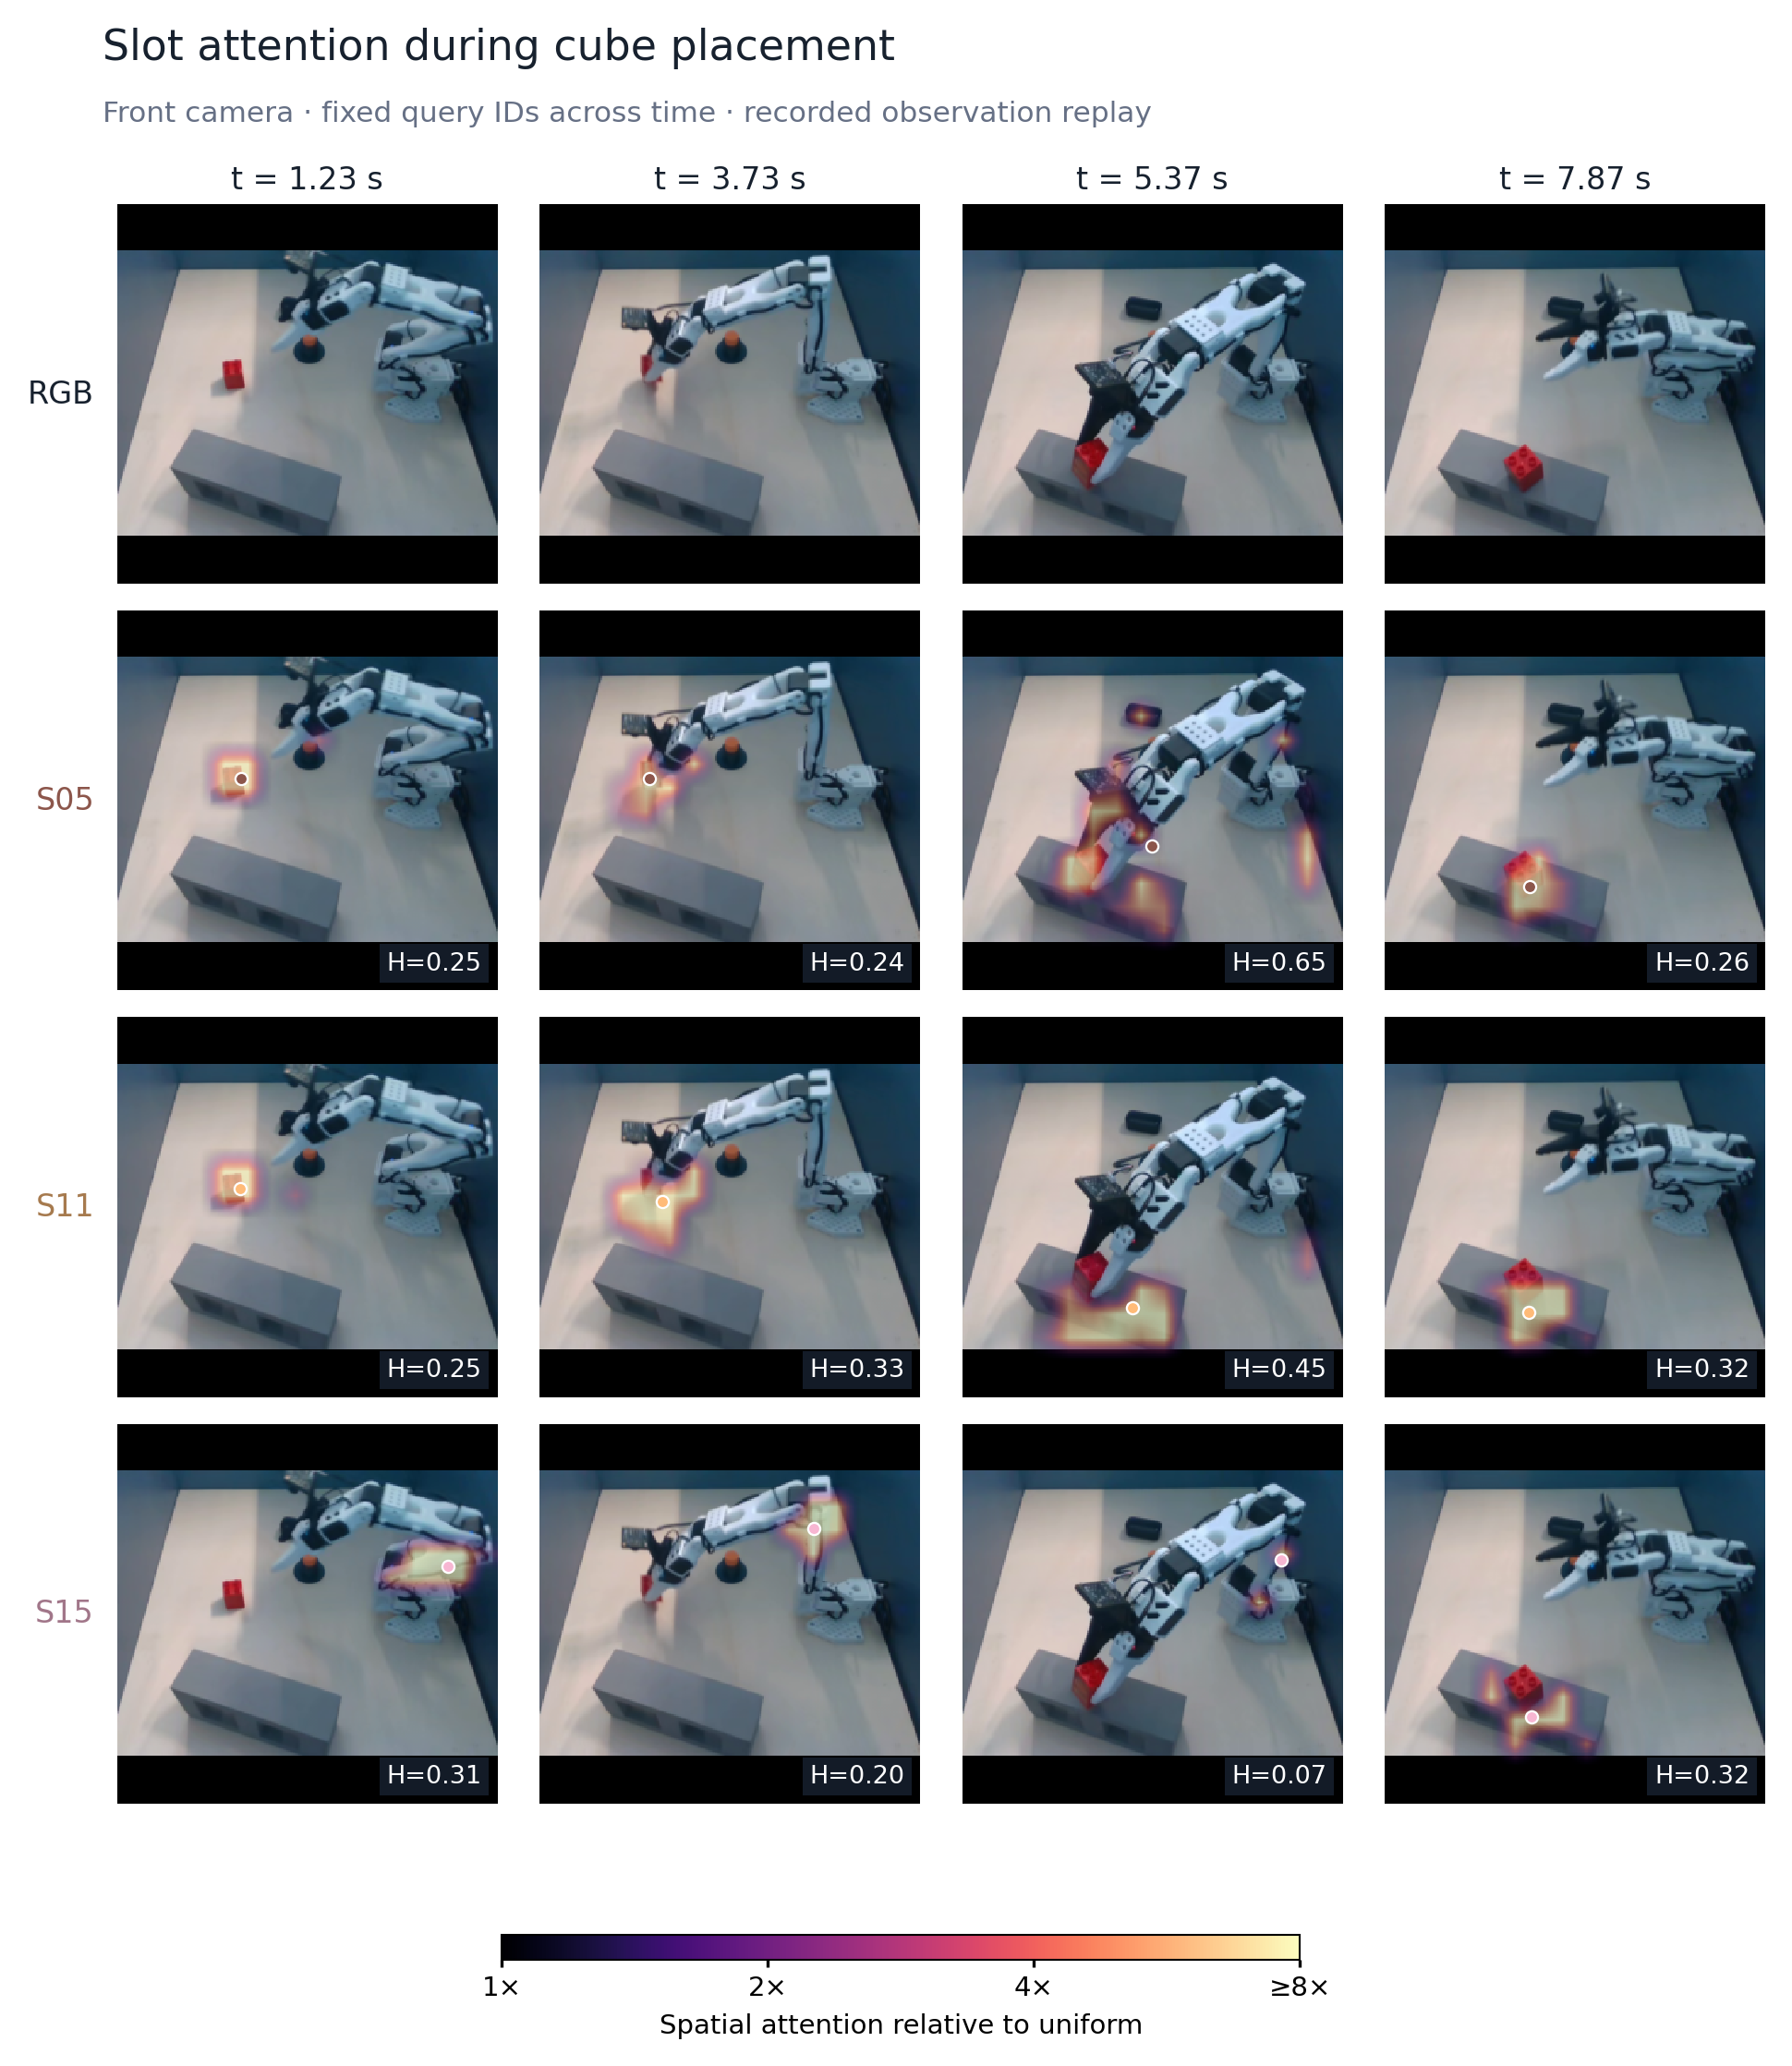 Slot attention during cube placement
Front camera · fixed query IDs across time · recorded observation replay
t = 1.23 s
t = 3.73 s
t = 5.37 s
t = 7.87 s
RGB
S05
H=0.25
H=0.24
H=0.65
H=0.26
S11
H=0.25
H=0.33
H=0.45
H=0.32
S15
H=0.31
H=0.20
H=0.07
H=0.32
1×
2×
4×
≥8×
Spatial attention relative to uniform